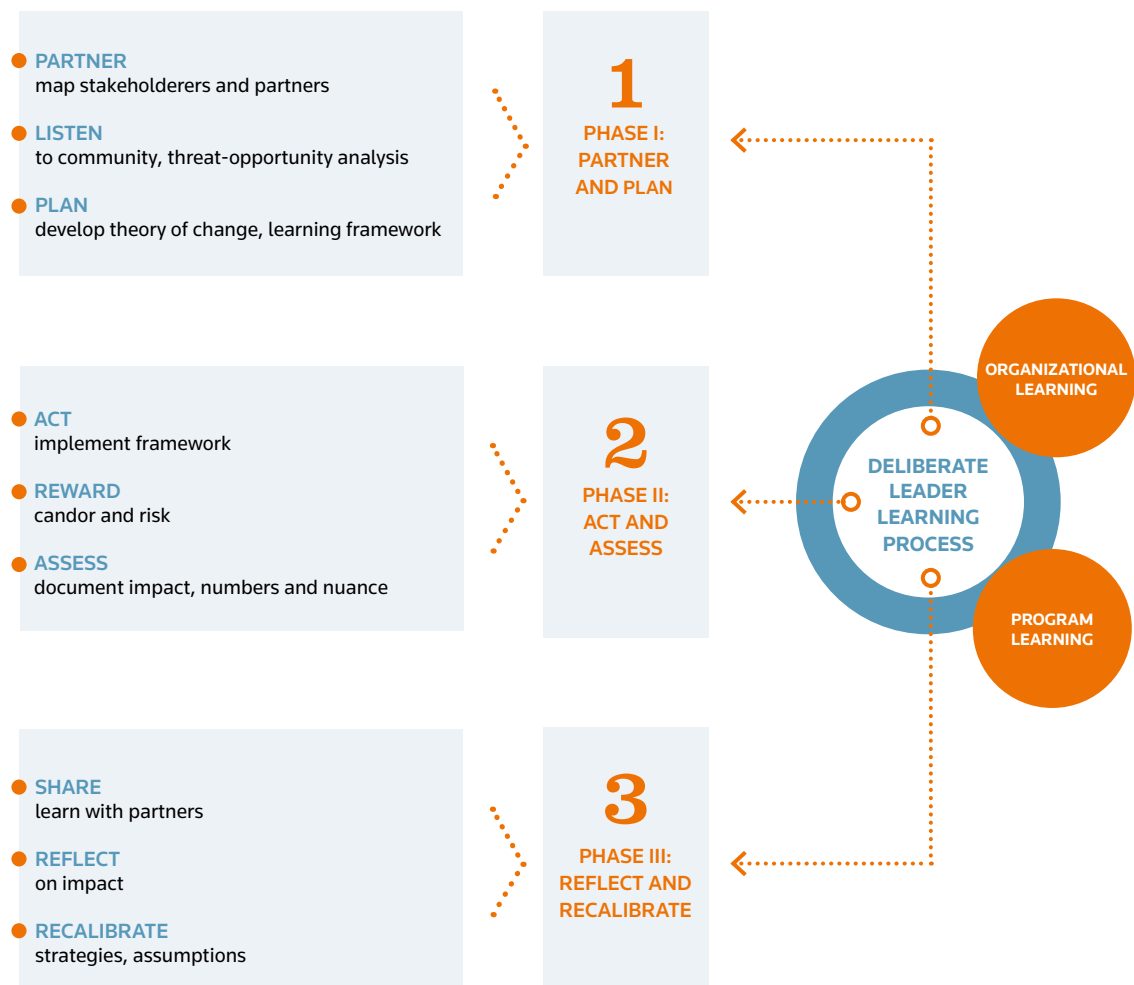 PARTNER
map stakeholderers and partners
LISTEN
to community, threat-opportunity analysis
PLAN
develop theory of change, learning framework
1
PHASE I:
PARTNER
AND PLAN
ACT
implement framework
REWARD
candor and risk
ASSESS
document impact, numbers and nuance
2
PHASE II:
ACT AND
ASSESS
SHARE
learn with partners
REFLECT
on impact
RECALIBRATE
strategies, assumptions
3
PHASE III:
REFLECT AND
RECALIBRATE
DELIBERATE
LEADER
LEARNING
PROCESS
ORGANIZATIONAL
LEARNING
PROGRAM
LEARNING